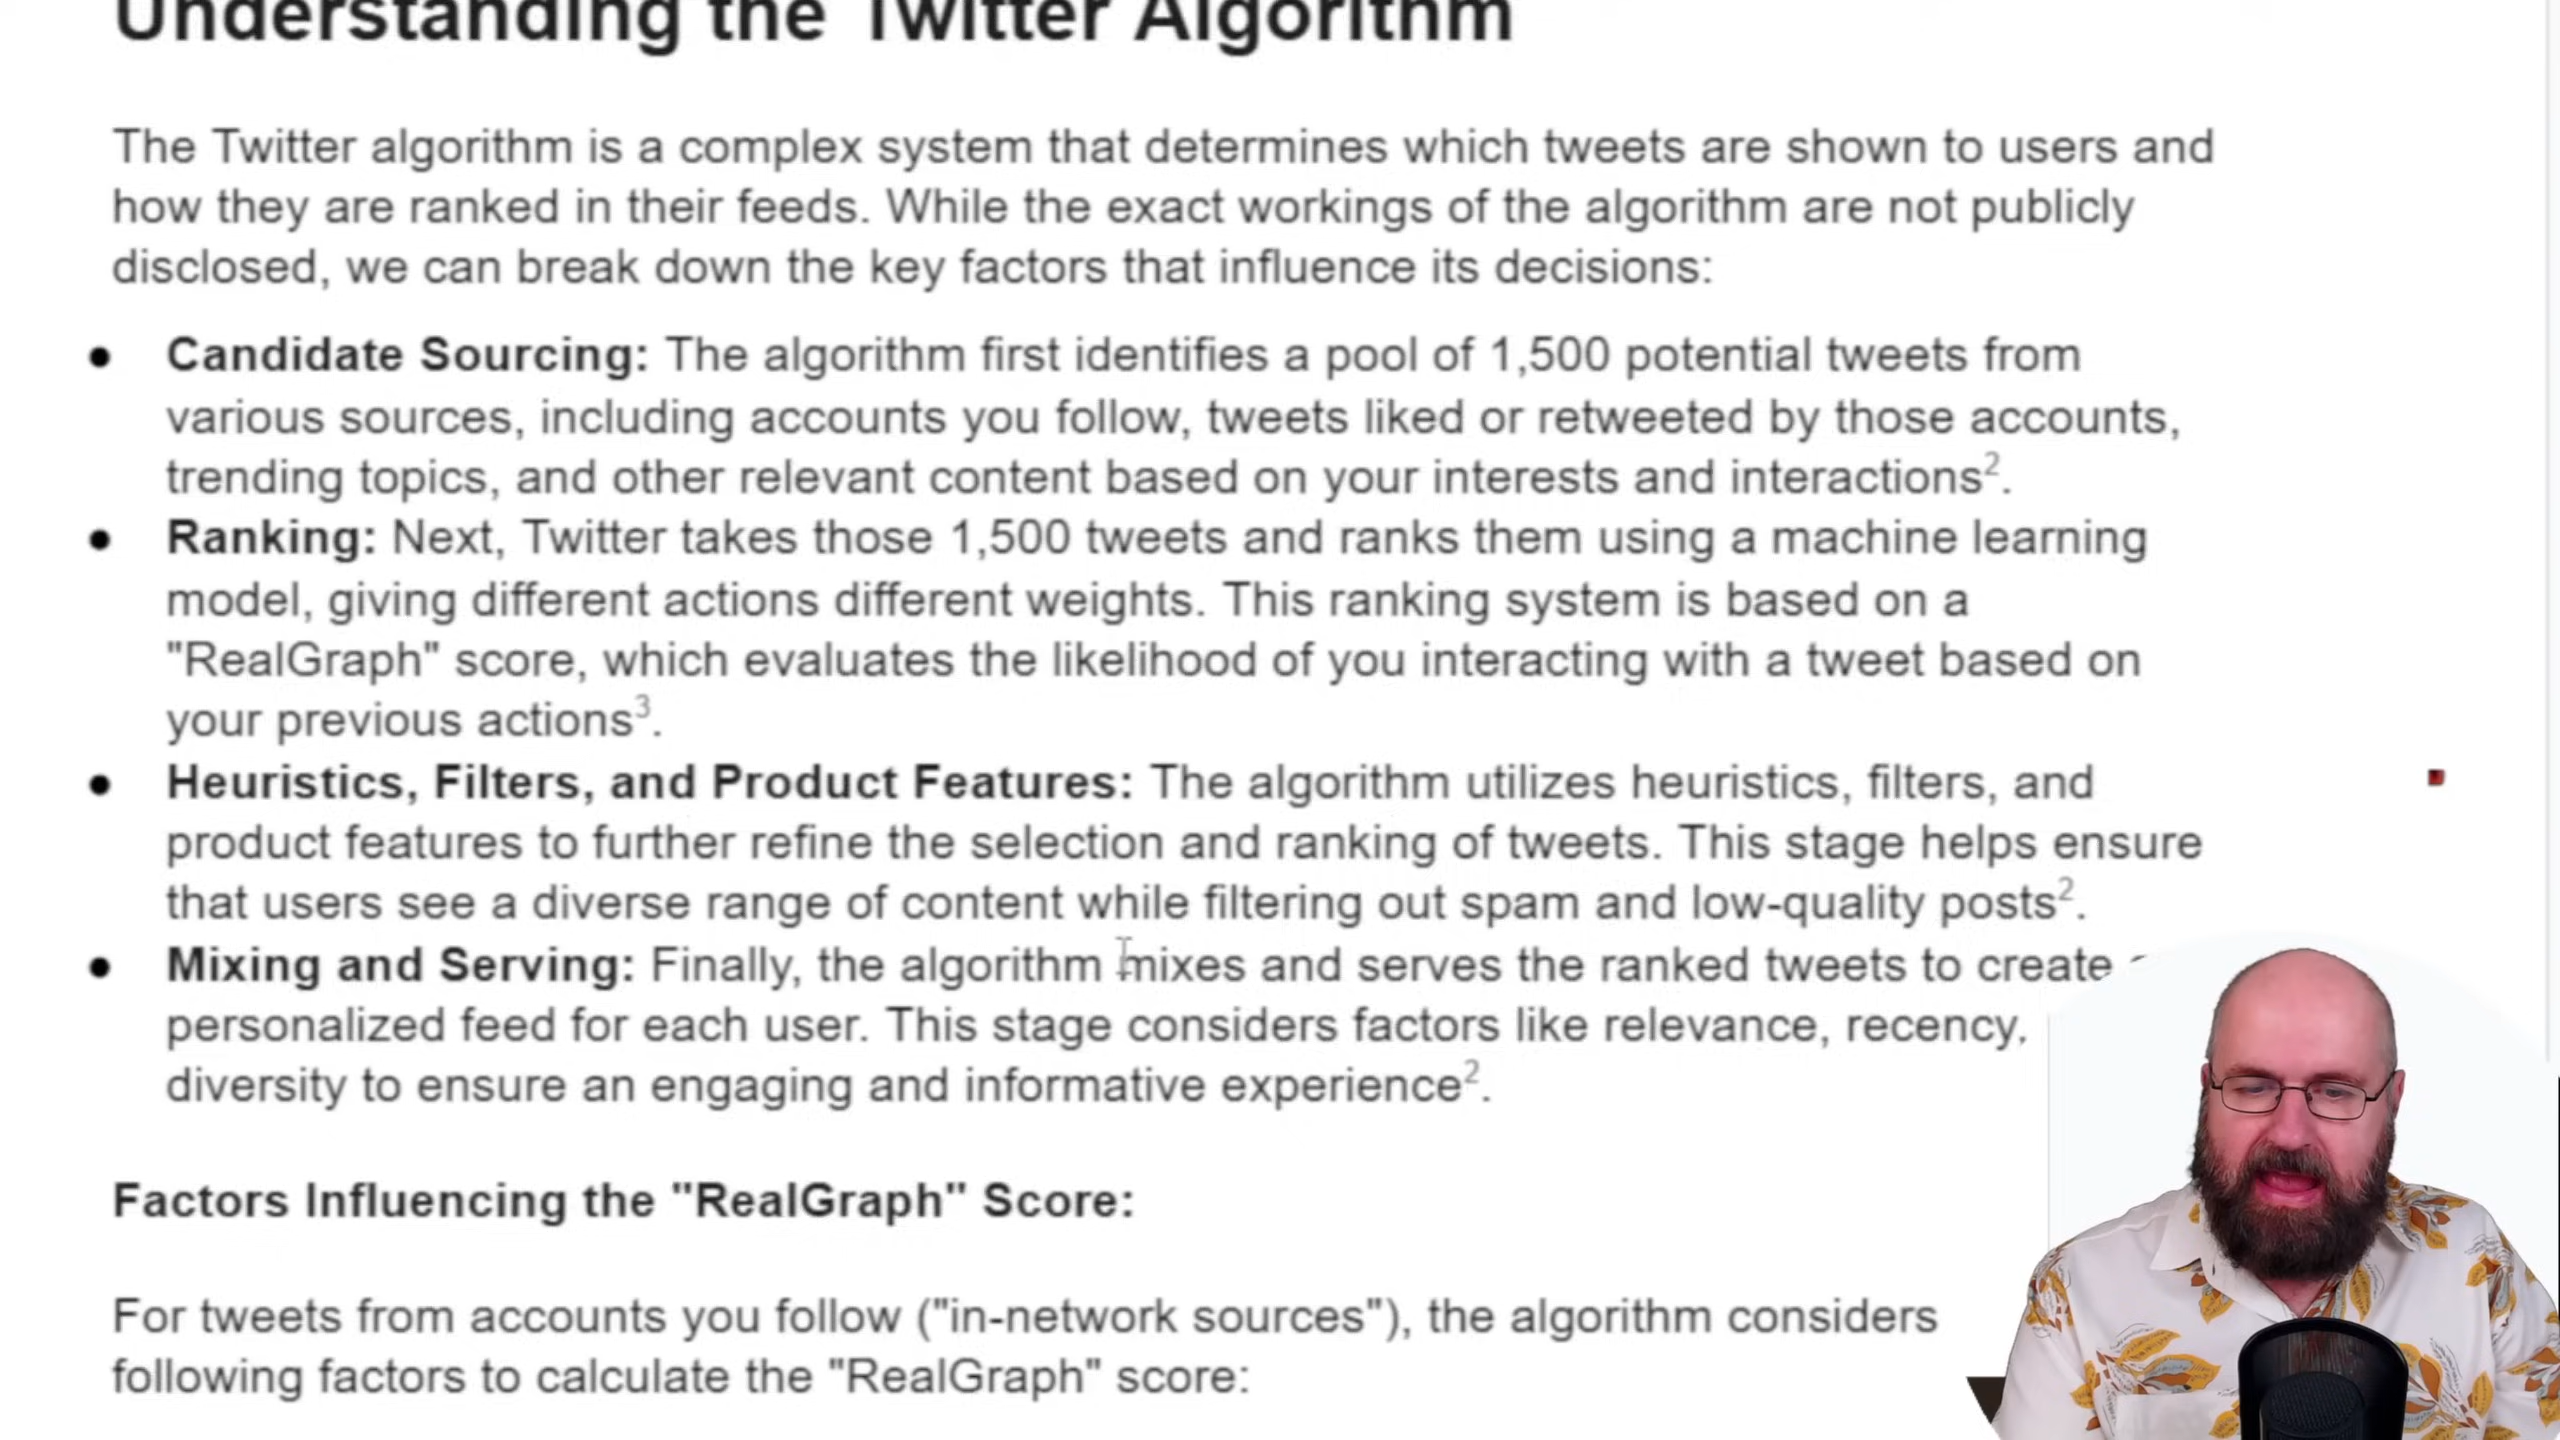 Understanding the Twitter Algorithm
The Twitter algorithm is a complex system that determines which tweets are shown to users and
how they are ranked in their feeds. While the exact workings of the algorithm are not publicly
disclosed, we can break down the key factors that influence its decisions:
● Candidate Sourcing: The algorithm first identifies a pool of 1,500 potential tweets from
various sources, including accounts you follow, tweets liked or retweeted by those accounts,
trending topics, and other relevant content based on your interests and interactions².
● Ranking: Next, Twitter takes those 1,500 tweets and ranks them using a machine learning
model, giving different actions different weights. This ranking system is based on a
"RealGraph" score, which evaluates the likelihood of you interacting with a tweet based on
your previous actions³.
● Heuristics, Filters, and Product Features: The algorithm utilizes heuristics, filters, and
product features to further refine the selection and ranking of tweets. This stage helps ensure
that users see a diverse range of content while filtering out spam and low-quality posts².
● Mixing and Serving: Finally, the algorithm mixes and serves the ranked tweets to create
personalized feed for each user. This stage considers factors like relevance, recency,
diversity to ensure an engaging and informative experience².
Factors Influencing the "RealGraph" Score:
For tweets from accounts you follow ("in-network sources"), the algorithm considers
following factors to calculate the "RealGraph" score: